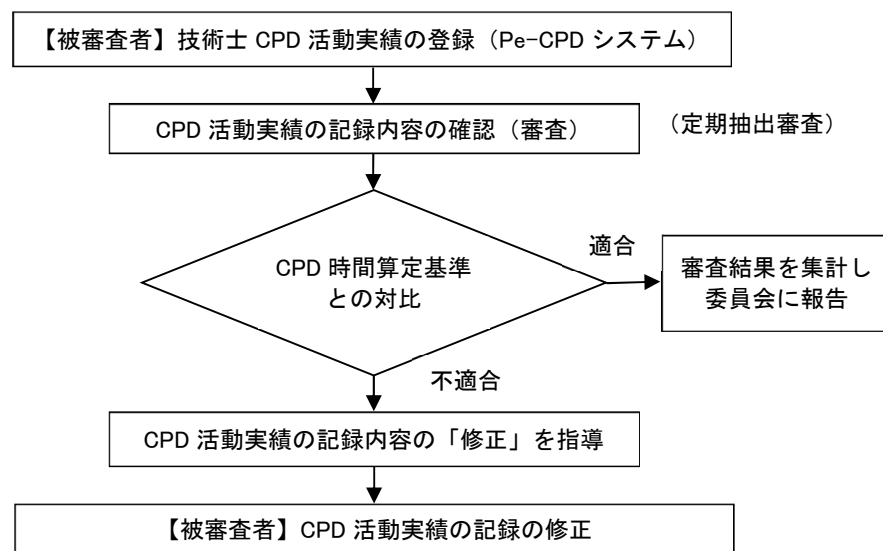 【被審査者】技術士 CPD 活動実績の登録（Pe-CPD システム）
CPD 活動実績の記録内容の確認（審査）
（定期抽出審査）
CPD 時間算定基準
との対比
適合
審査結果を集計し
委員会に報告
不適合
CPD 活動実績の記録内容の「修正」を指導
【被審査者】CPD 活動実績の記録の修正